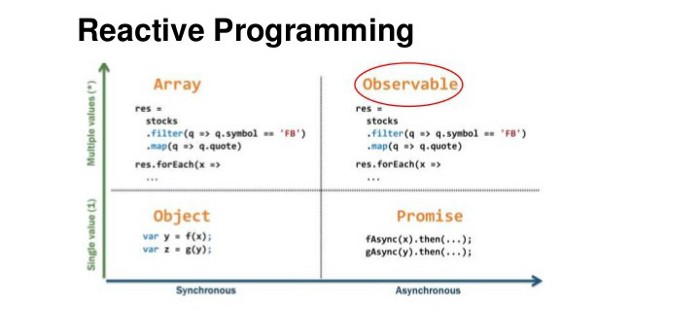 Reactive Programming
Multiple values (*)
Array
res =
stocks
.filter(q => q.symbol == 'FB')
.map(q => q.quote)
res.forEach(x =>
...
Observable
res =
stocks
.filter(q => q.symbol == 'FB')
.map(q => q.quote)
res.forEach(x =>
...
Single value (1)
Object
var y = f(x);
var z = g(y);
Promise
fAsync(x).then(...);
gAsync(y).then(...);
Synchronous
Asynchronous